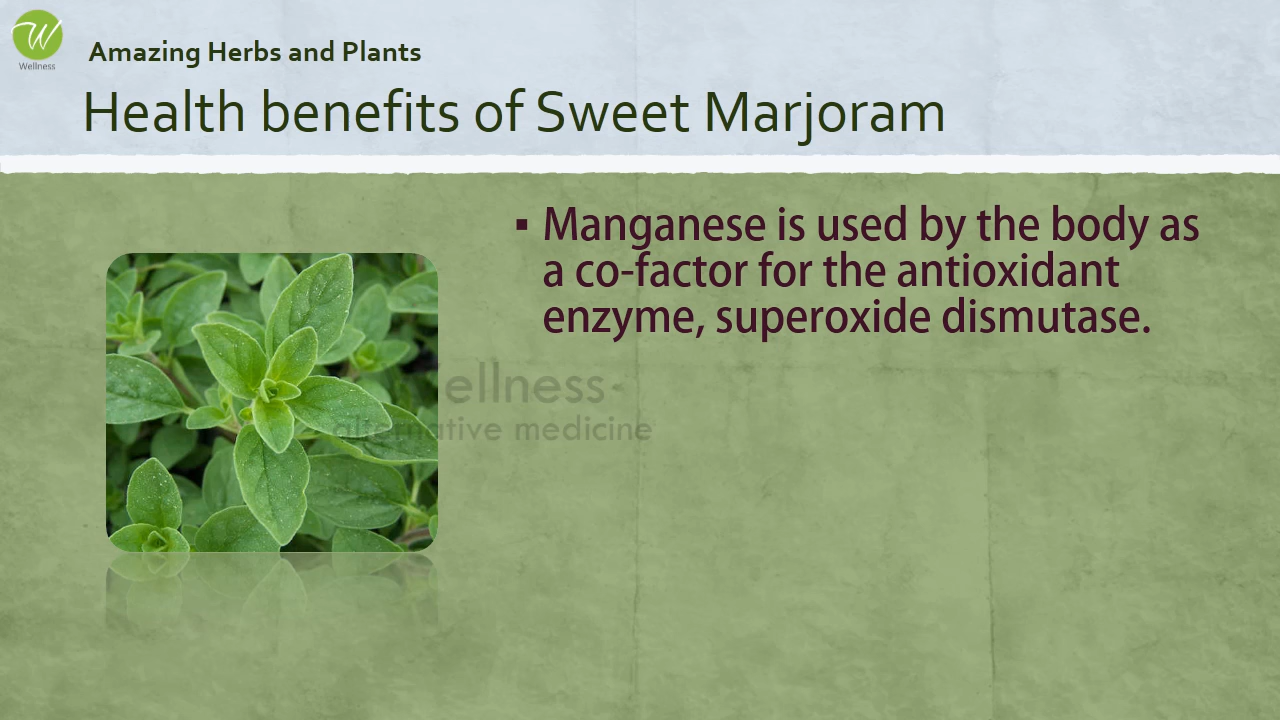 W
Wellness
Amazing Herbs and Plants
Health benefits of Sweet Marjoram
▪ Manganese is used by the body as
a co-factor for the antioxidant
enzyme, superoxide dismutase.
ellness
alternative medicine